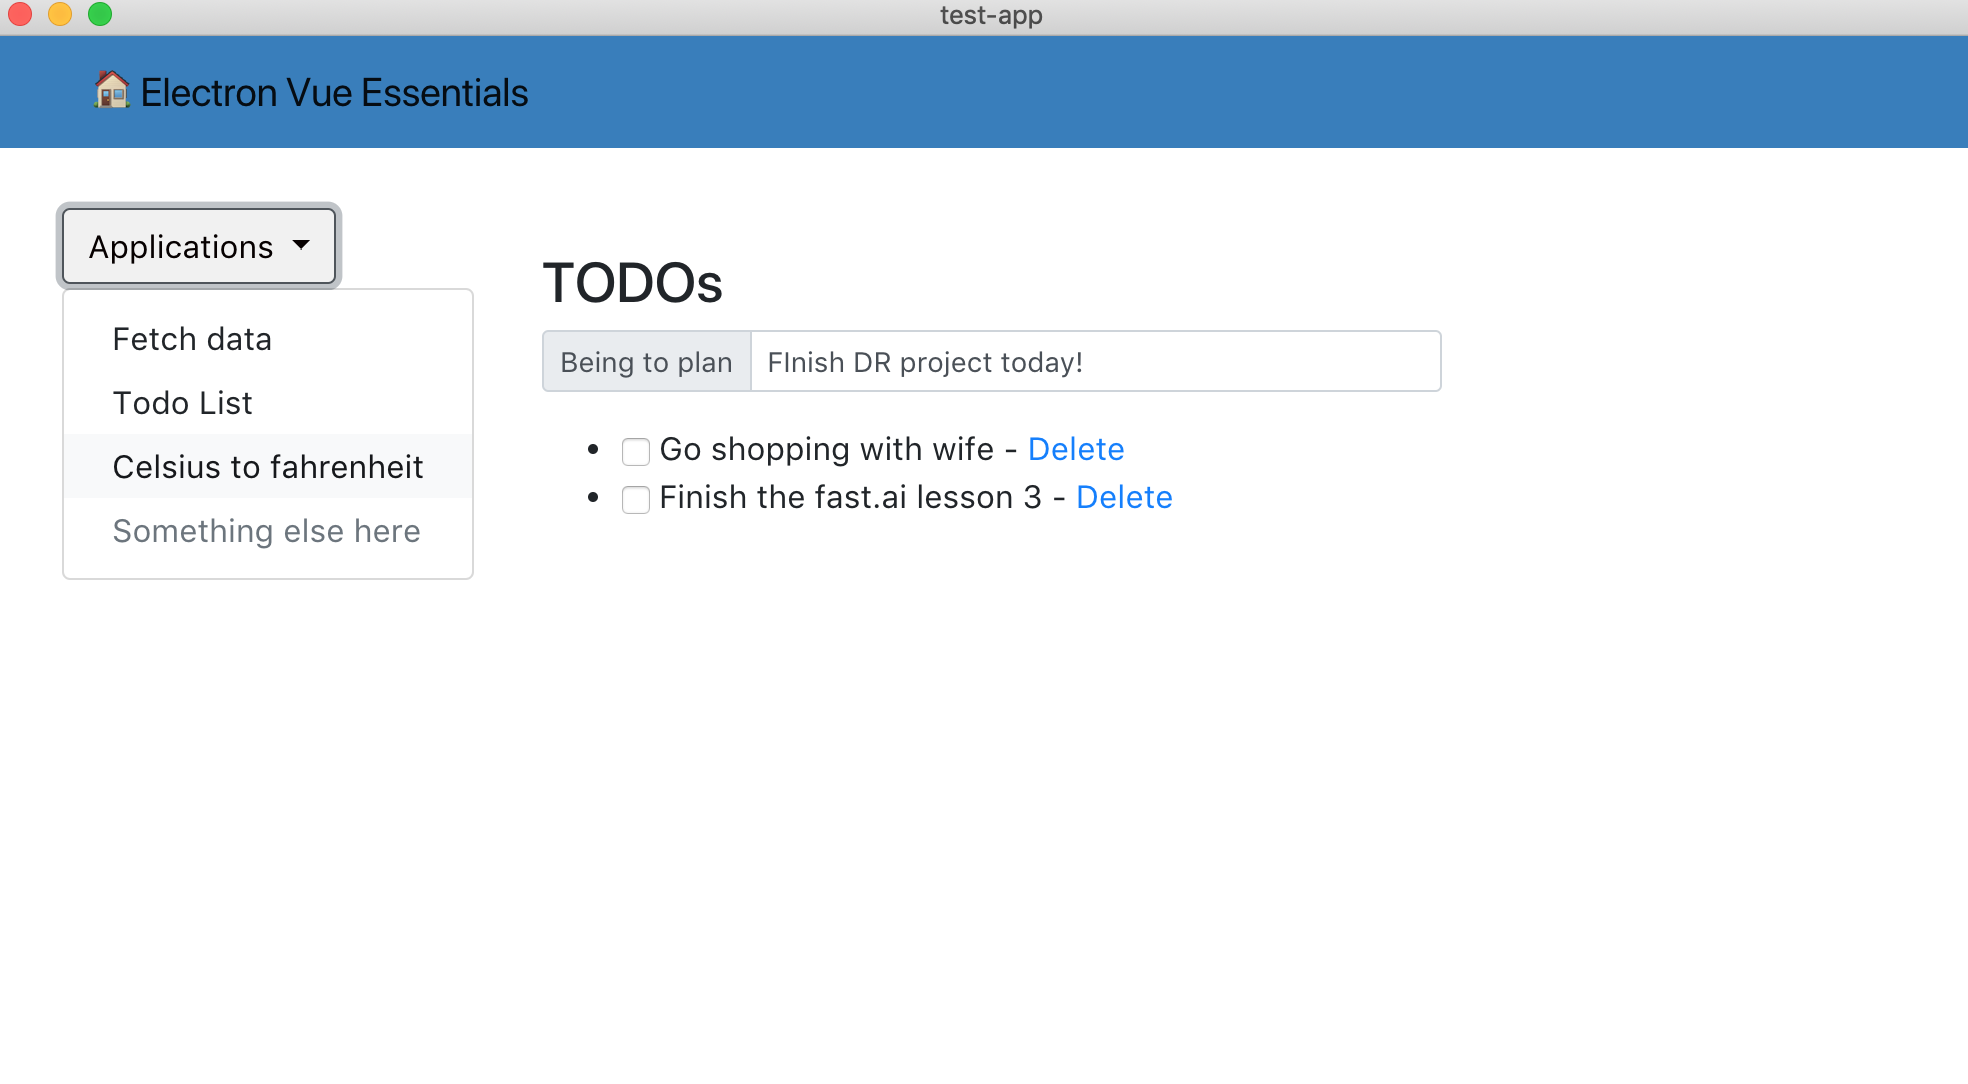 test-app
Electron Vue Essentials
Applications
Fetch data
Todo List
Celsius to fahrenheit
Something else here
TODOs
Being to plan FInish DR project today!
Go shopping with wife - Delete
Finish the fast.ai lesson 3 - Delete